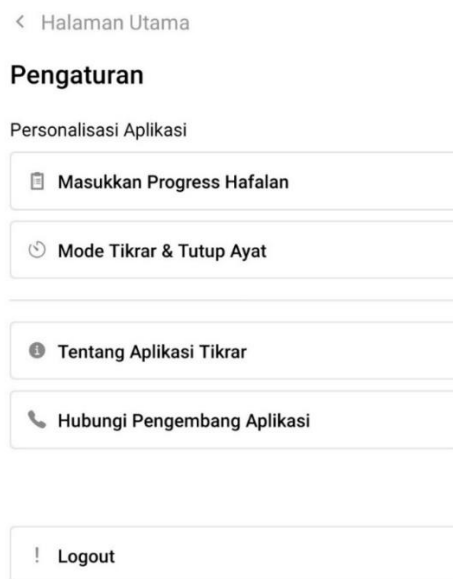 Halaman Utama
Pengaturan
Personalisasi Aplikasi
Masukkan Progress Hafalan
Mode Tikrar & Tutup Ayat
Tentang Aplikasi Tikrar
Hubungi Pengembang Aplikasi
! Logout